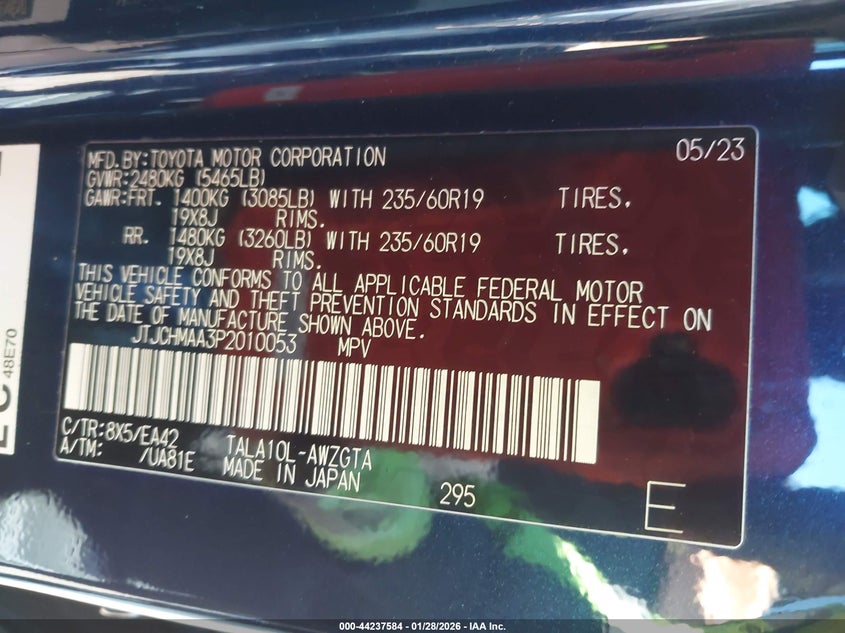 MFD. BY: TOYOTA MOTOR CORPORATION 05/23
GVWR: 2480KG (5465LB)
GAWR: FRT. 1400KG (3085LB) WITH 235/60R19 TIRES.
19X8J RIMS.
RR. 1480KG (3260LB) WITH 235/60R19 TIRES.
19X8J RIMS.
THIS VEHICLE CONFORMS TO ALL APPLICABLE FEDERAL MOTOR
VEHICLE SAFETY AND THEFT PREVENTION STANDARDS IN EFFECT ON
THE DATE OF MANUFACTURE SHOWN ABOVE.
JTJCHMAA3P2010053 MPV
C/TR: 8X5/EA42 TALA10L-AWZGTA
A/TM: /UA81E MADE IN JAPAN
295
E
48E70
000-44237584 - 01/28/2026 - IAA Inc.